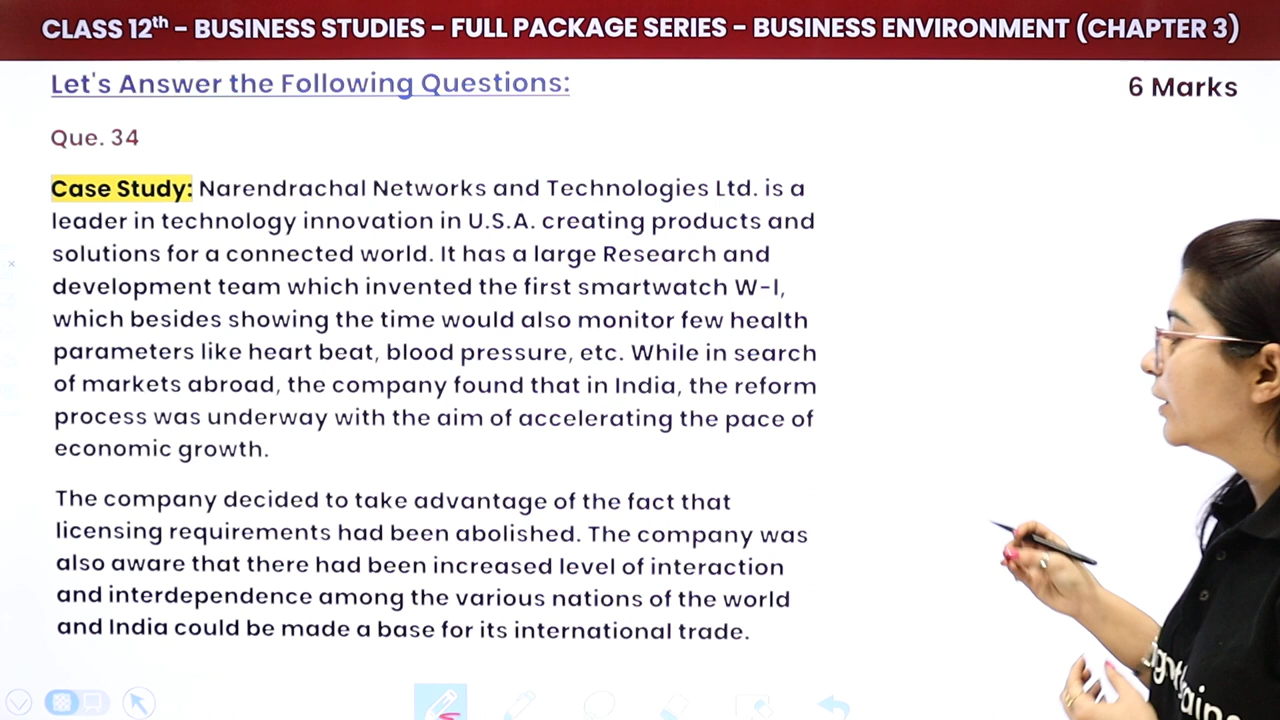 CLASS 12th - BUSINESS STUDIES - FULL PACKAGE SERIES - BUSINESS ENVIRONMENT (CHAPTER 3)
Let's Answer the Following Questions:
6 Marks
Que. 34
Case Study: Narendrachal Networks and Technologies Ltd. is a
leader in technology innovation in U.S.A. creating products and
solutions for a connected world. It has a large Research and
development team which invented the first smartwatch W-I,
which besides showing the time would also monitor few health
parameters like heart beat, blood pressure, etc. While in search
of markets abroad, the company found that in India, the reform
process was underway with the aim of accelerating the pace of
economic growth.
The company decided to take advantage of the fact that
licensing requirements had been abolished. The company was
also aware that there had been increased level of interaction
and interdependence among the various nations of the world
and India could be made a base for its international trade.